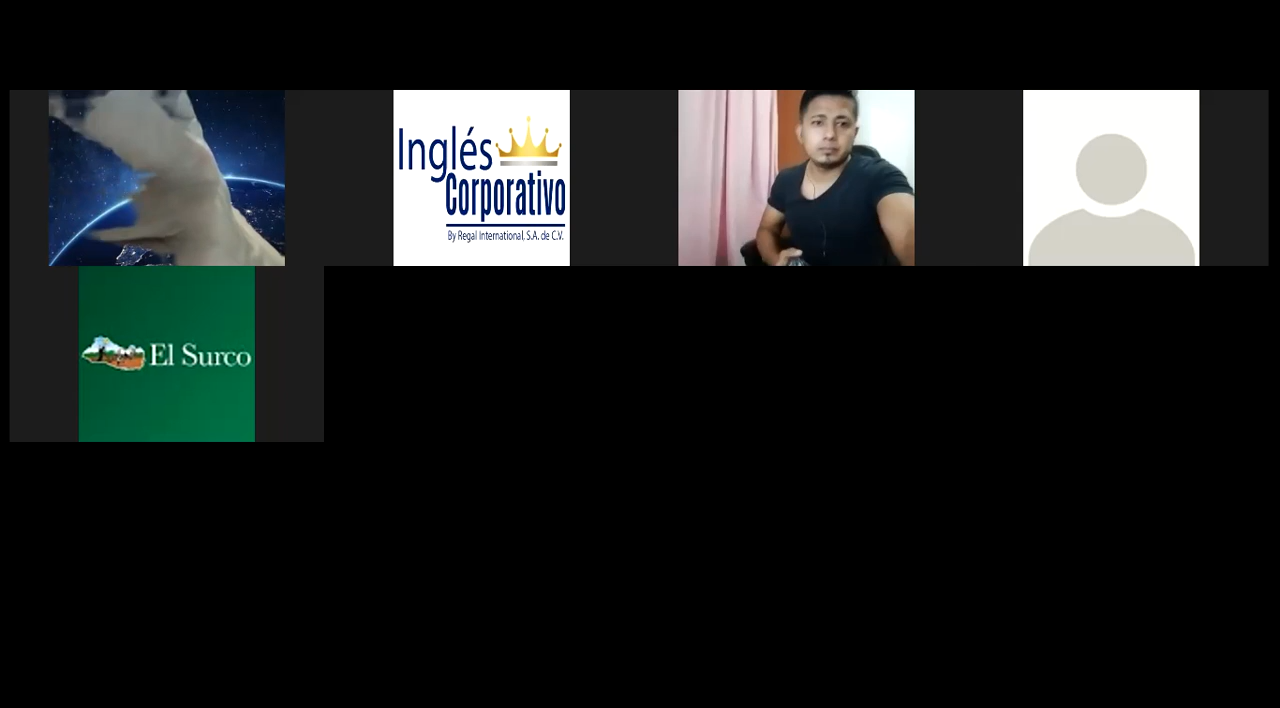 Inglés
Corporativo
By Regal International, S.A. de C.V.
El Surco